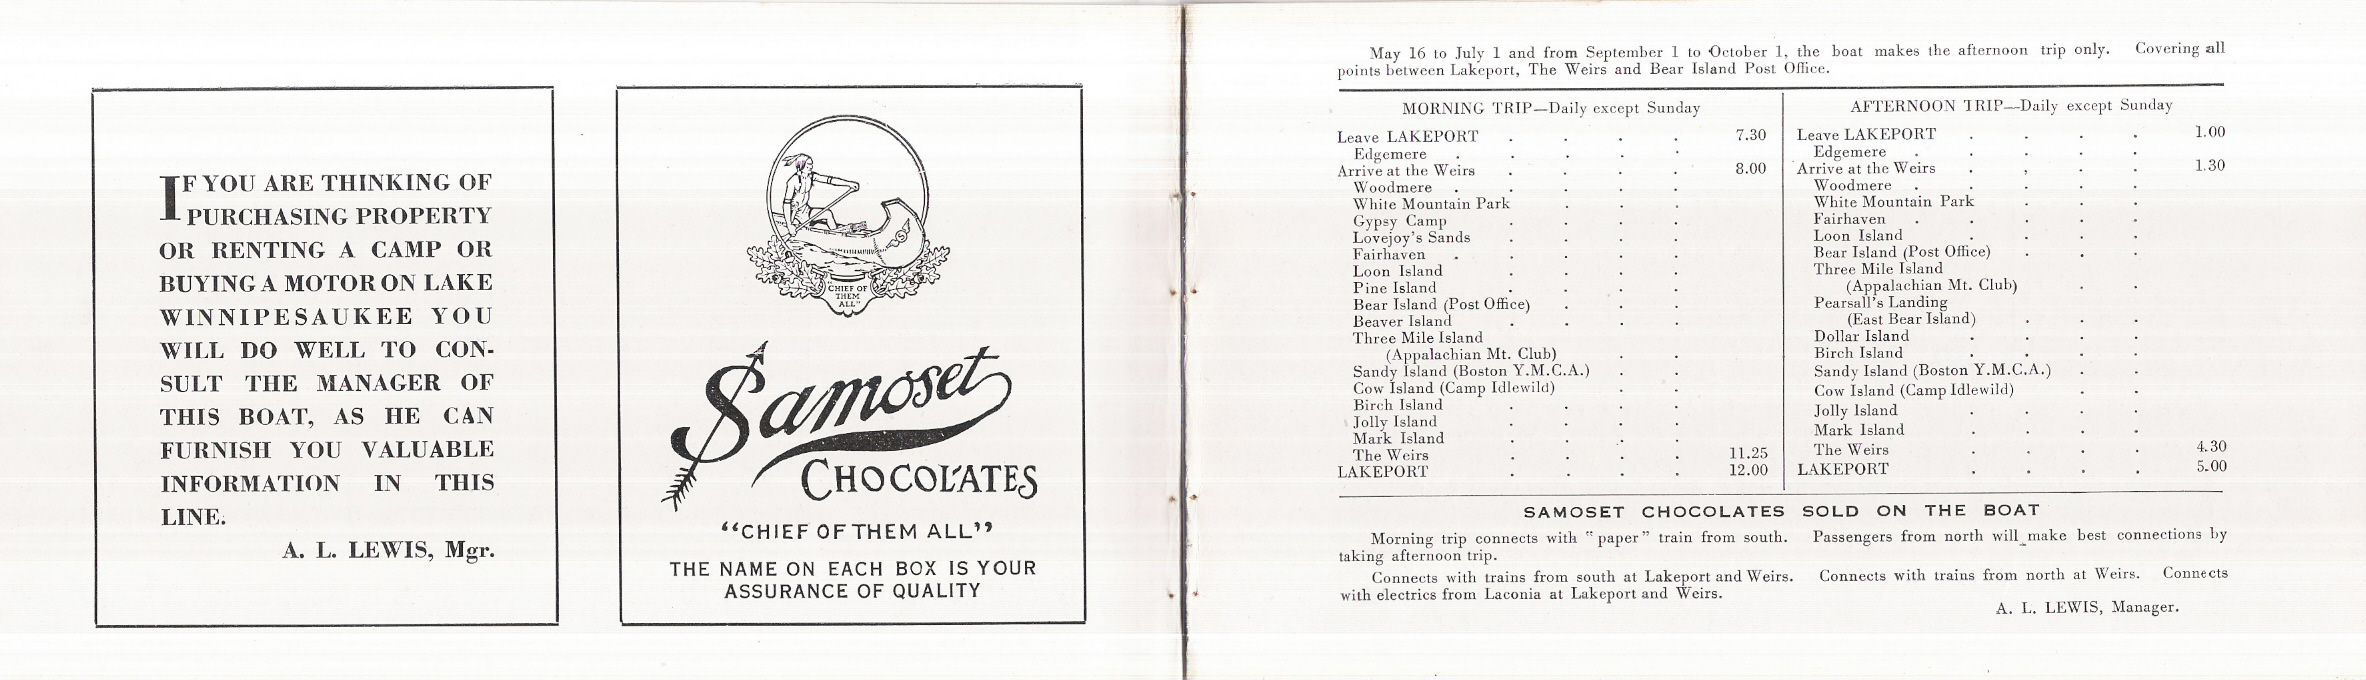 IF YOU ARE THINKING OF
PURCHASING PROPERTY
OR RENTING A CAMP OR
BUYING A MOTOR ON LAKE
WINNIPESAUKEE YOU
WILL DO WELL TO CON-
SULT THE MANAGER OF
THIS BOAT, AS HE CAN
FURNISH YOU VALUABLE
INFORMATION IN THIS
LINE.
A. L. LEWIS, Mgr.
S
"CHIEF OF
THEM
ALL"
Samoset
CHOCOLATES
"CHIEF OF THEM ALL"
THE NAME ON EACH BOX IS YOUR
ASSURANCE OF QUALITY
May 16 to July 1 and from September 1 to October 1, the boat makes the afternoon trip only. Covering all
points between Lakeport, The Weirs and Bear Island Post Office.
MORNING TRIP—Daily except Sunday
Leave LAKEPORT . . . . 7.30
Edgemere . . . . .
Arrive at the Weirs . . . . 8.00
Woodmere . . . . .
White Mountain Park . . .
Gypsy Camp . . . .
Lovejoy's Sands . . . .
Fairhaven . . . . .
Loon Island . . . .
Pine Island . . . .
Bear Island (Post Office) . . .
Beaver Island . . . .
Three Mile Island
(Appalachian Mt. Club) . .
Sandy Island (Boston Y.M.C.A.) . .
Cow Island (Camp Idlewild) . .
Birch Island . . . .
Jolly Island . . . .
Mark Island . . . .
The Weirs . . . . 11.25
LAKEPORT . . . . 12.00
AFTERNOON TRIP—Daily except Sunday
Leave LAKEPORT . . . . 1.00
Edgemere . . . . .
Arrive at the Weirs . , . . 1.30
Woodmere . . . . .
White Mountain Park . . .
Fairhaven . . . . .
Loon Island . . . .
Bear Island (Post Office) . . .
Three Mile Island
(Appalachian Mt. Club) . .
Pearsall's Landing
(East Bear Island) . . .
Dollar Island . . . .
Birch Island . . . .
Sandy Island (Boston Y.M.C.A.) . .
Cow Island (Camp Idlewild) . .
Jolly Island . . . .
Mark Island . . . .
The Weirs . . . . 4.30
LAKEPORT . . . . 5.00
SAMOSET CHOCOLATES SOLD ON THE BOAT
Morning trip connects with "paper" train from south. Passengers from north will make best connections by
taking afternoon trip.
Connects with trains from south at Lakeport and Weirs. Connects with trains from north at Weirs. Connects
with electrics from Laconia at Lakeport and Weirs.
A. L. LEWIS, Manager.